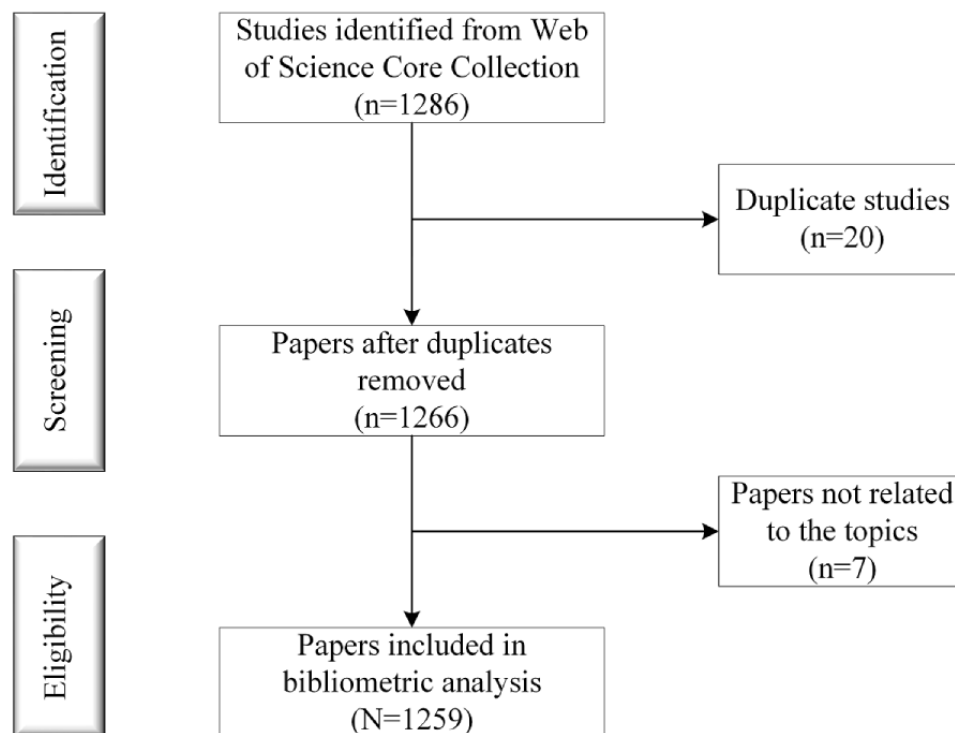 Identification
Studies identified from Web
of Science Core Collection
(n=1286)
Duplicate studies
(n=20)
Screening
Papers after duplicates
removed
(n=1266)
Papers not related
to the topics
(n=7)
Eligibility
Papers included in
bibliometric analysis
(N=1259)